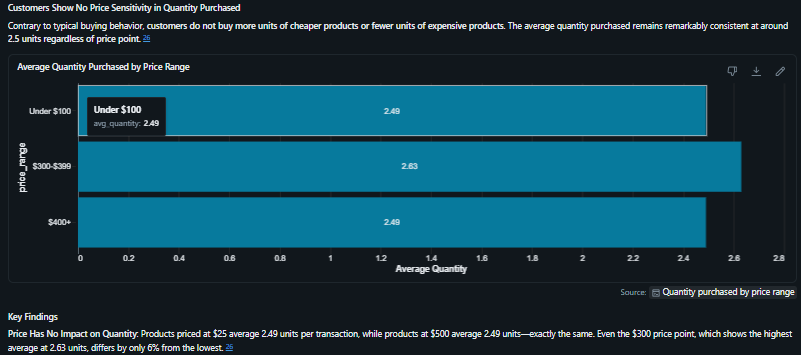 Customers Show No Price Sensitivity in Quantity Purchased
Contrary to typical buying behavior, customers do not buy more units of cheaper products or fewer units of expensive products. The average quantity purchased remains remarkably consistent at around
2.5 units regardless of price point. 26
Average Quantity Purchased by Price Range
Under $100
2.49
Under $100
avg_quantity: 2.49
price_range
$300-$399
2.63
$400+
2.49
0 0.2 0.4 0.6 0.8 1 1.2 1.4 1.6 1.8 2 2.2 2.4 2.6 2.8
Average Quantity
Source: Quantity purchased by price range
Key Findings
Price Has No Impact on Quantity: Products priced at $25 average 2.49 units per transaction, while products at $500 average 2.49 units—exactly the same. Even the $300 price point, which shows the highest
average at 2.63 units, differs by only 6% from the lowest. 26